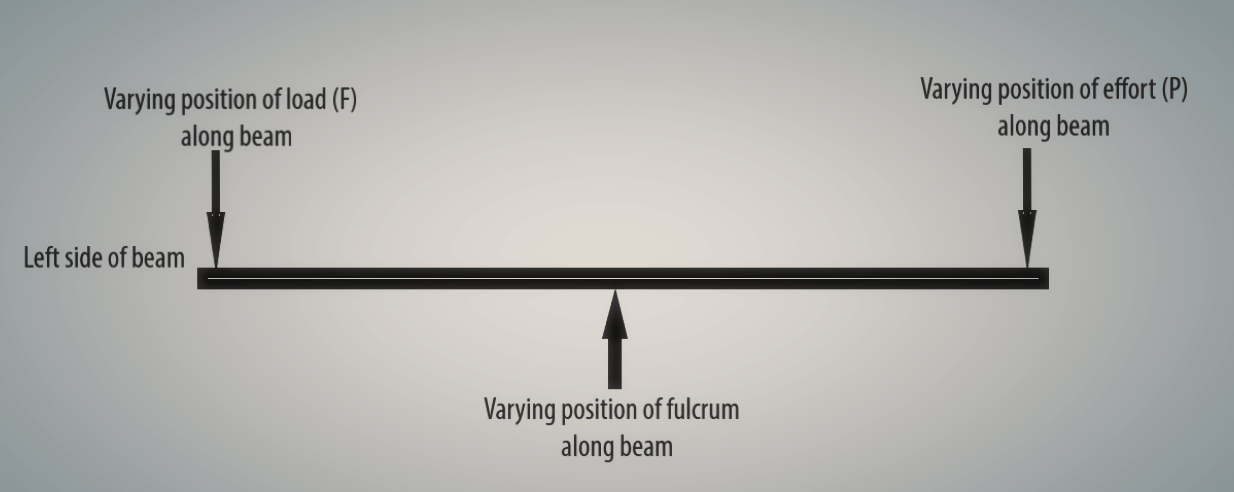 Varying position of load (F)
along beam
Varying position of effort (P)
along beam
Left side of beam
Varying position of fulcrum
along beam